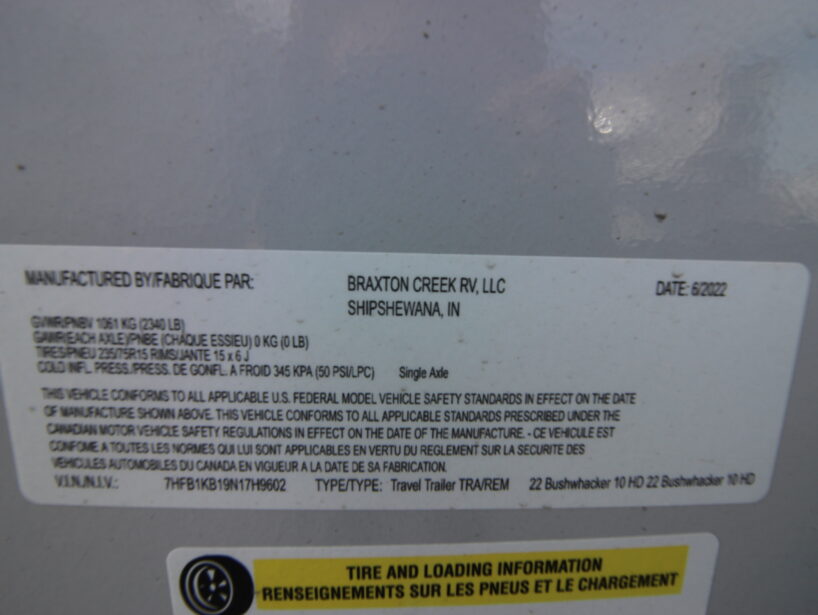 MANUFACTURED BY/FABRIQUE PAR: BRAXTON CREEK RV, LLC DATE: 6/2022
SHIPSHEWANA, IN
GVWR/PNBV 1061 KG (2340 LB)
GAWR(EACH AXLE)/PNBE (CHAQUE ESSIEU) 0 KG (0 LB)
TIRES/PNEU 235/75R15 RIMS/JANTE 15 x 6 J
COLD INFL. PRESS./PRESS. DE GONFL. A FROID 345 KPA (50 PSI/LPC) Single Axle
THIS VEHICLE CONFORMS TO ALL APPLICABLE U.S. FEDERAL MODEL VEHICLE SAFETY STANDARDS IN EFFECT ON THE DATE
OF MANUFACTURE SHOWN ABOVE. THIS VEHICLE CONFORMS TO ALL APPLICABLE STANDARDS PRESCRIBED UNDER THE
CANADIAN MOTOR VEHICLE SAFETY REGULATIONS IN EFFECT ON THE DATE OF THE MANUFACTURE. - CE VEHICULE EST
CONFOME A TOUTES LES NORMES QUI LUI SONT APPLICABLES EN VERTU DU REGLEMENT SUR LA SECURITE DES
VEHICULES AUTOMOBILES DU CANADA EN VIGUEUR A LA DATE DE SA FABRICATION.
V.I.N./N.I.V.: 7HFB1KB19N17H9602 TYPE/TYPE: Travel Trailer TRA/REM 22 Bushwhacker 10 HD 22 Bushwhacker 10 HD
TIRE AND LOADING INFORMATION
RENSEIGNEMENTS SUR LES PNEUS ET LE CHARGEMENT